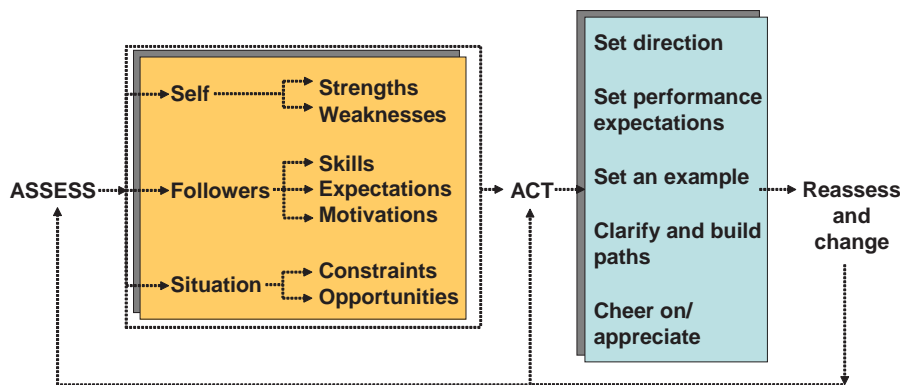 ASSESS
Self
Strengths
Weaknesses
Followers
Skills
Expectations
Motivations
Situation
Constraints
Opportunities
ACT
Set direction
Set performance
expectations
Set an example
Clarify and build
paths
Cheer on/
appreciate
Reassess
and
change